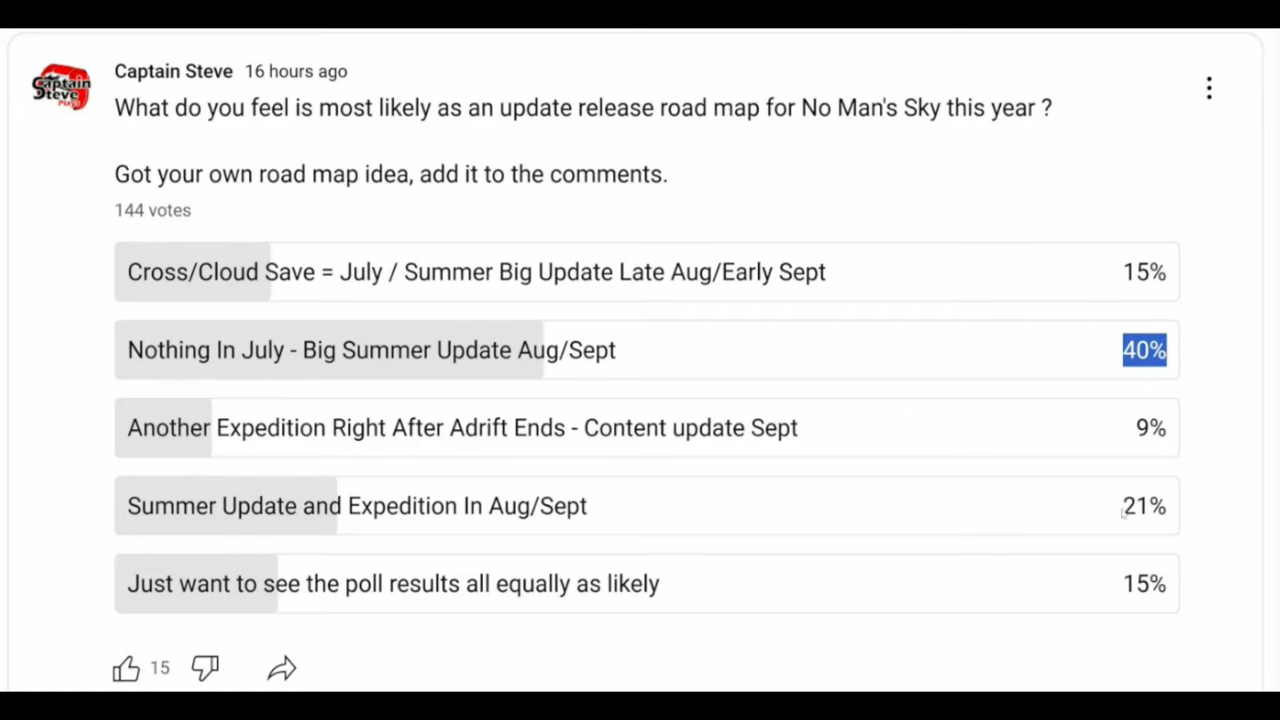 Captain Steve Plays
Captain Steve 16 hours ago
What do you feel is most likely as an update release road map for No Man's Sky this year ?
Got your own road map idea, add it to the comments.
144 votes
Cross/Cloud Save = July / Summer Big Update Late Aug/Early Sept 15%
Nothing In July - Big Summer Update Aug/Sept 40%
Another Expedition Right After Adrift Ends - Content update Sept 9%
Summer Update and Expedition In Aug/Sept 21%
Just want to see the poll results all equally as likely 15%
15